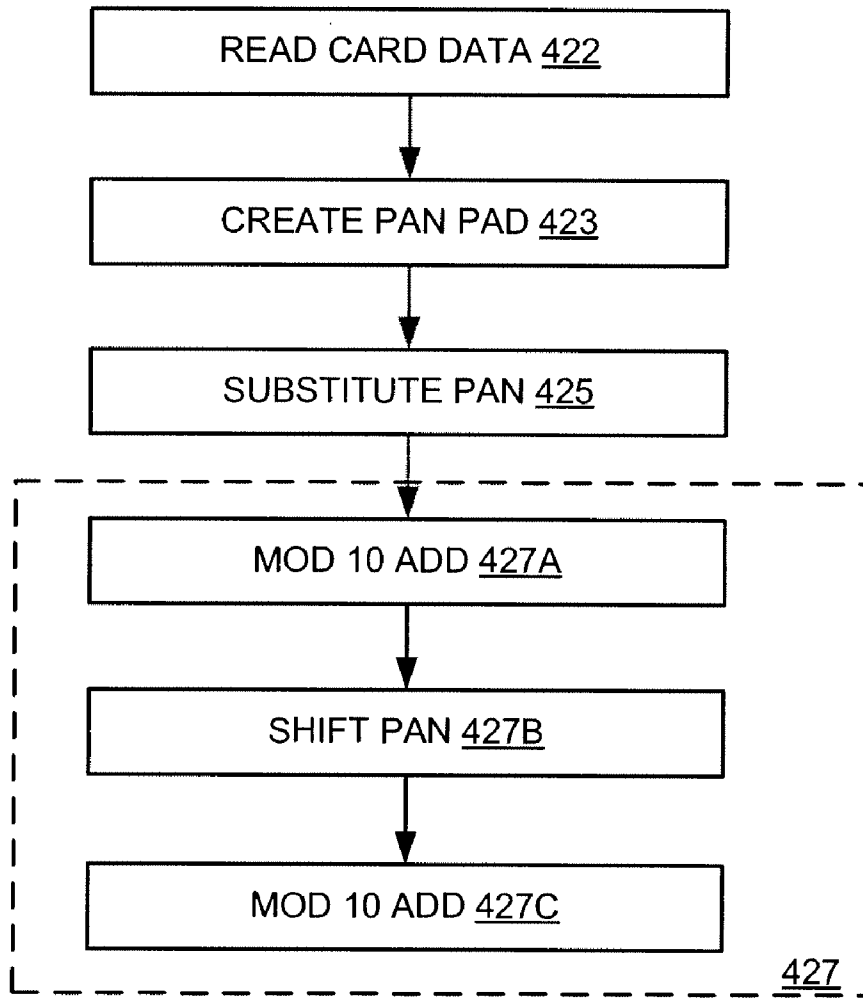 READ CARD DATA 422
CREATE PAN PAD 423
SUBSTITUTE PAN 425
MOD 10 ADD 427A
SHIFT PAN 427B
MOD 10 ADD 427C
427